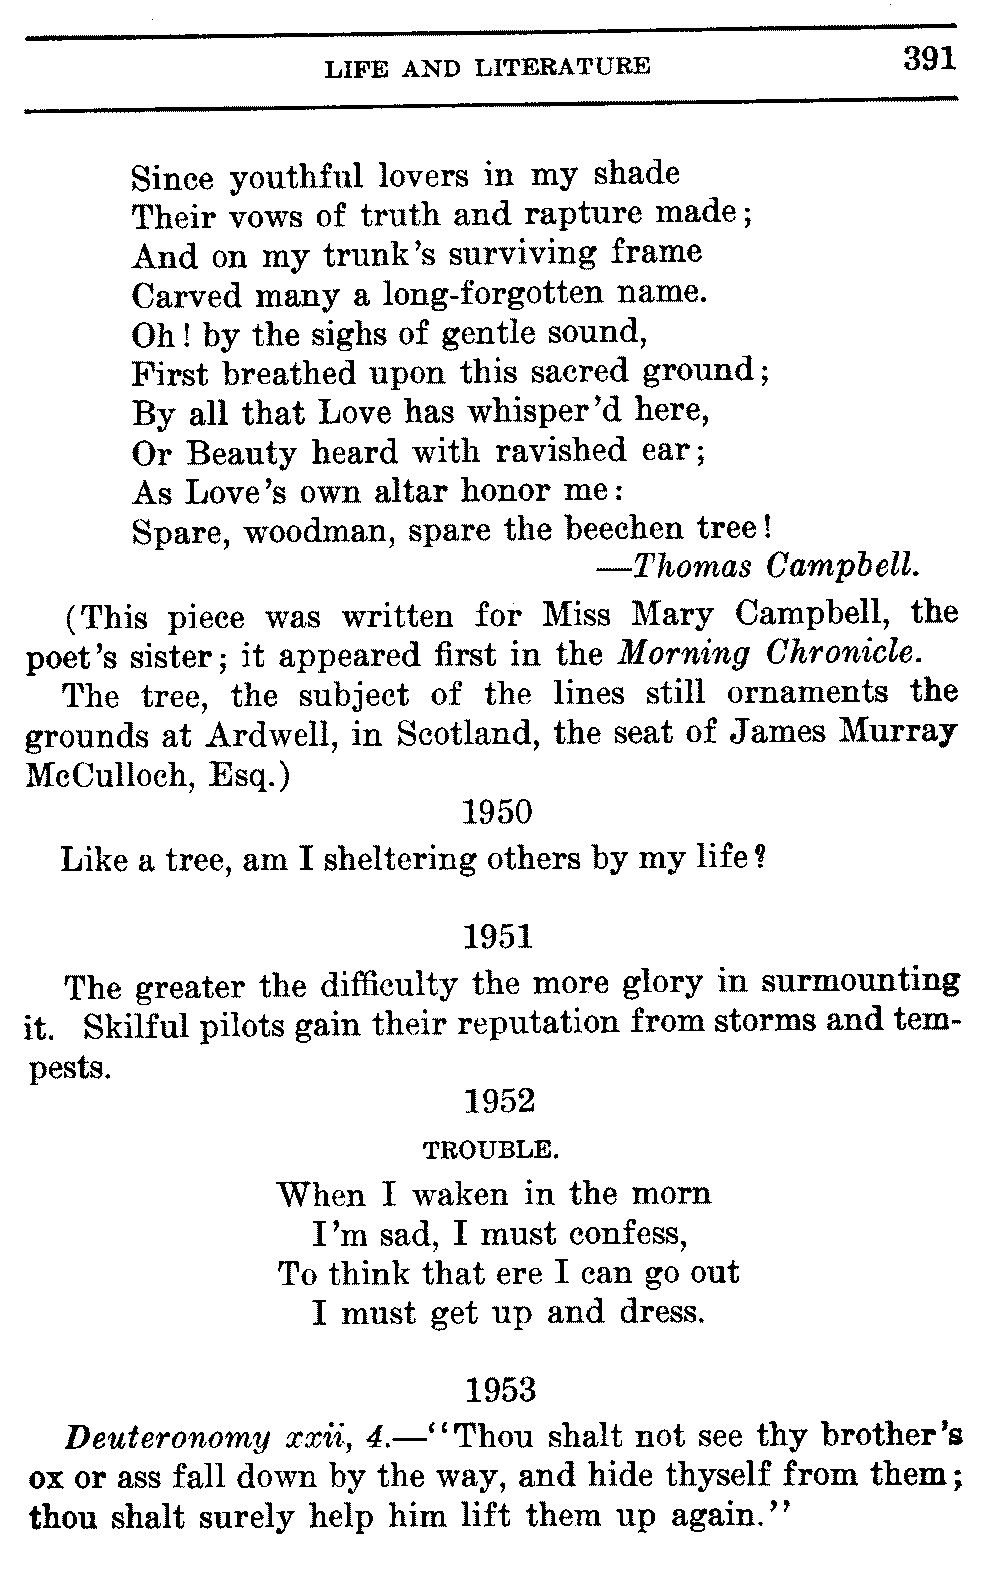 LIFE AND LITERATURE 391
Since youthful lovers in my shade
Their vows of truth and rapture made;
And on my trunk's surviving frame
Carved many a long-forgotten name.
Oh! by the sighs of gentle sound,
First breathed upon this sacred ground;
By all that Love has whisper'd here,
Or Beauty heard with ravished ear;
As Love's own altar honor me:
Spare, woodman, spare the beechen tree!
—Thomas Campbell.
(This piece was written for Miss Mary Campbell, the
poet's sister; it appeared first in the Morning Chronicle.
The tree, the subject of the lines still ornaments the
grounds at Ardwell, in Scotland, the seat of James Murray
McCulloch, Esq.)
1950
Like a tree, am I sheltering others by my life?
1951
The greater the difficulty the more glory in surmounting
it. Skilful pilots gain their reputation from storms and tem-
pests.
1952
TROUBLE.
When I waken in the morn
I'm sad, I must confess,
To think that ere I can go out
I must get up and dress.
1953
Deuteronomy xxii, 4.—"Thou shalt not see thy brother's
ox or ass fall down by the way, and hide thyself from them;
thou shalt surely help him lift them up again."